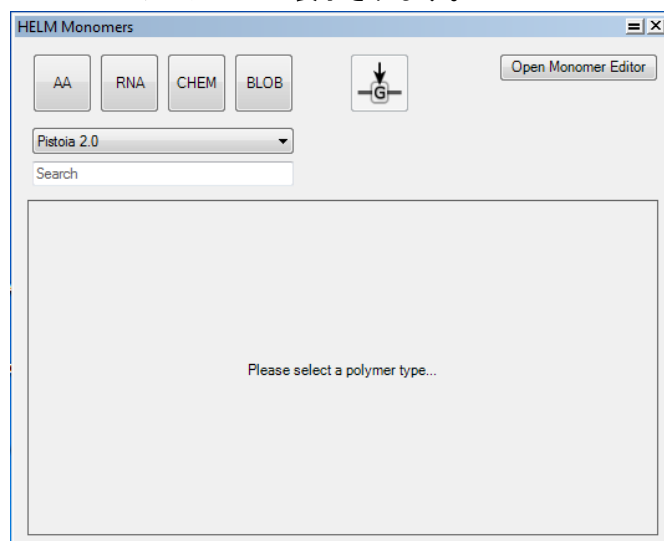 HELM Monomers
AA RNA CHEM BLOB G Open Monomer Editor
Pistoia 2.0
Search
Please select a polymer type...